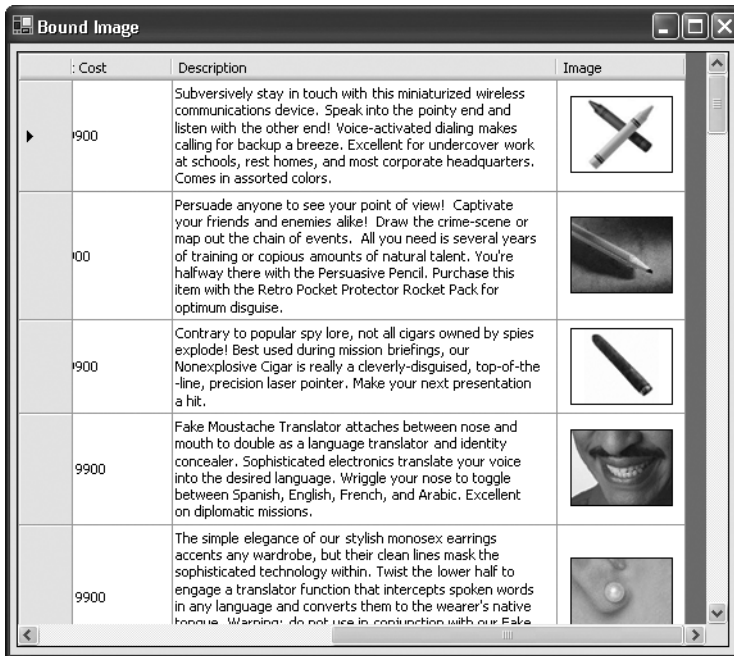 Bound Image
: Cost Description Image
Subversively stay in touch with this miniaturized wireless
communications device. Speak into the pointy end and
listen with the other end! Voice-activated dialing makes
calling for backup a breeze. Excellent for undercover work
at schools, rest homes, and most corporate headquarters.
Comes in assorted colors.
9900
Persuade anyone to see your point of view!  Captivate
your friends and enemies alike!  Draw the crime-scene or
map out the chain of events.  All you need is several years
of training or copious amounts of natural talent. You're
halfway there with the Persuasive Pencil. Purchase this
item with the Retro Pocket Protector Rocket Pack for
optimum disguise.
00
Contrary to popular spy lore, not all cigars owned by spies
explode! Best used during mission briefings, our
Nonexplosive Cigar is really a cleverly-disguised, top-of-the
-line, precision laser pointer. Make your next presentation
a hit.
9900
Fake Moustache Translator attaches between nose and
mouth to double as a language translator and identity
concealer. Sophisticated electronics translate your voice
into the desired language. Wriggle your nose to toggle
between Spanish, English, French, and Arabic. Excellent
on diplomatic missions.
9900
The simple elegance of our stylish monosex earrings
accents any wardrobe, but their clean lines mask the
sophisticated technology within. Twist the lower half to
engage a translator function that intercepts spoken words
in any language and converts them to the wearer's native
tongue. Warning: do not use in conjunction with our Fake
9900